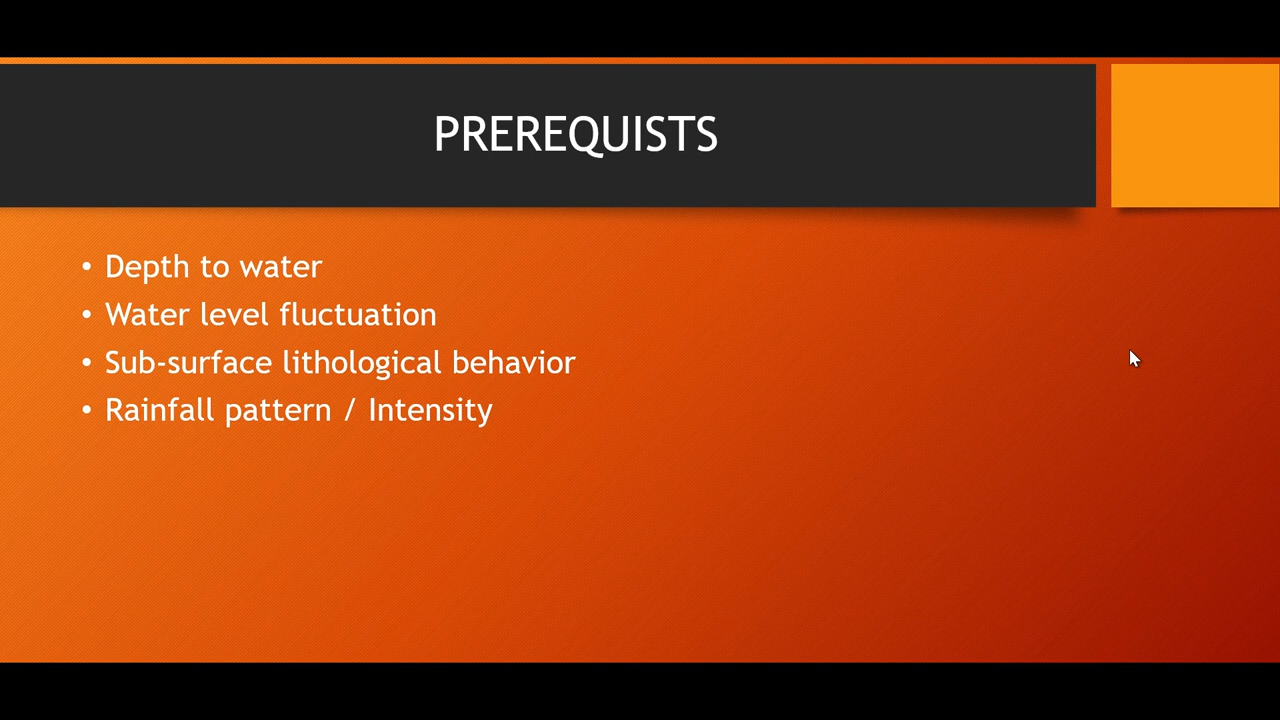 PREREQUISTS
• Depth to water
• Water level fluctuation
• Sub-surface lithological behavior
• Rainfall pattern / Intensity